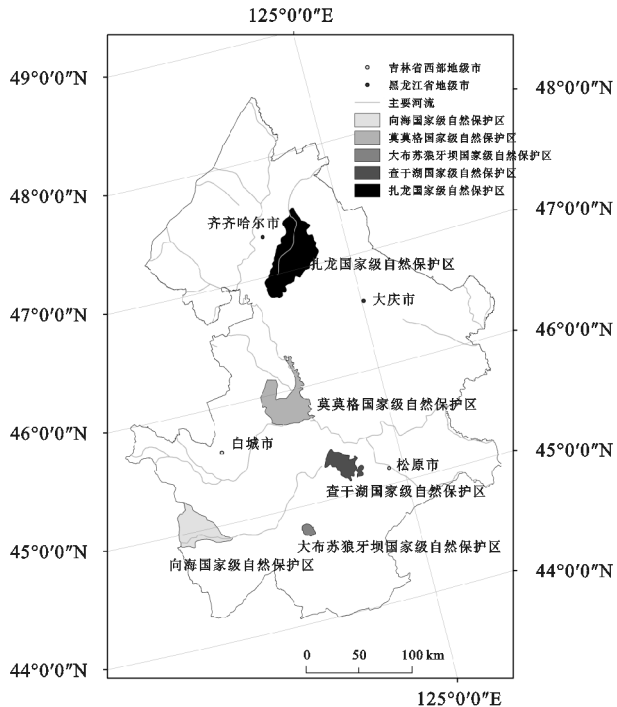 125°0′0″E
49°0′0″N
48°0′0″N
吉林省西部地级市
黑龙江省地级市
主要河流
向海国家级自然保护区
莫莫格国家级自然保护区
大布苏狼牙坝国家级自然保护区
查干湖国家级自然保护区
扎龙国家级自然保护区
48°0′0″N
47°0′0″N
齐齐哈尔市
扎龙国家级自然保护区
大庆市
47°0′0″N
46°0′0″N
莫莫格国家级自然保护区
46°0′0″N
白城市
45°0′0″N
松原市
查干湖国家级自然保护区
大布苏狼牙坝国家级自然保护区
45°0′0″N
向海国家级自然保护区
44°0′0″N
0 50 100 km
44°0′0″N
125°0′0″E